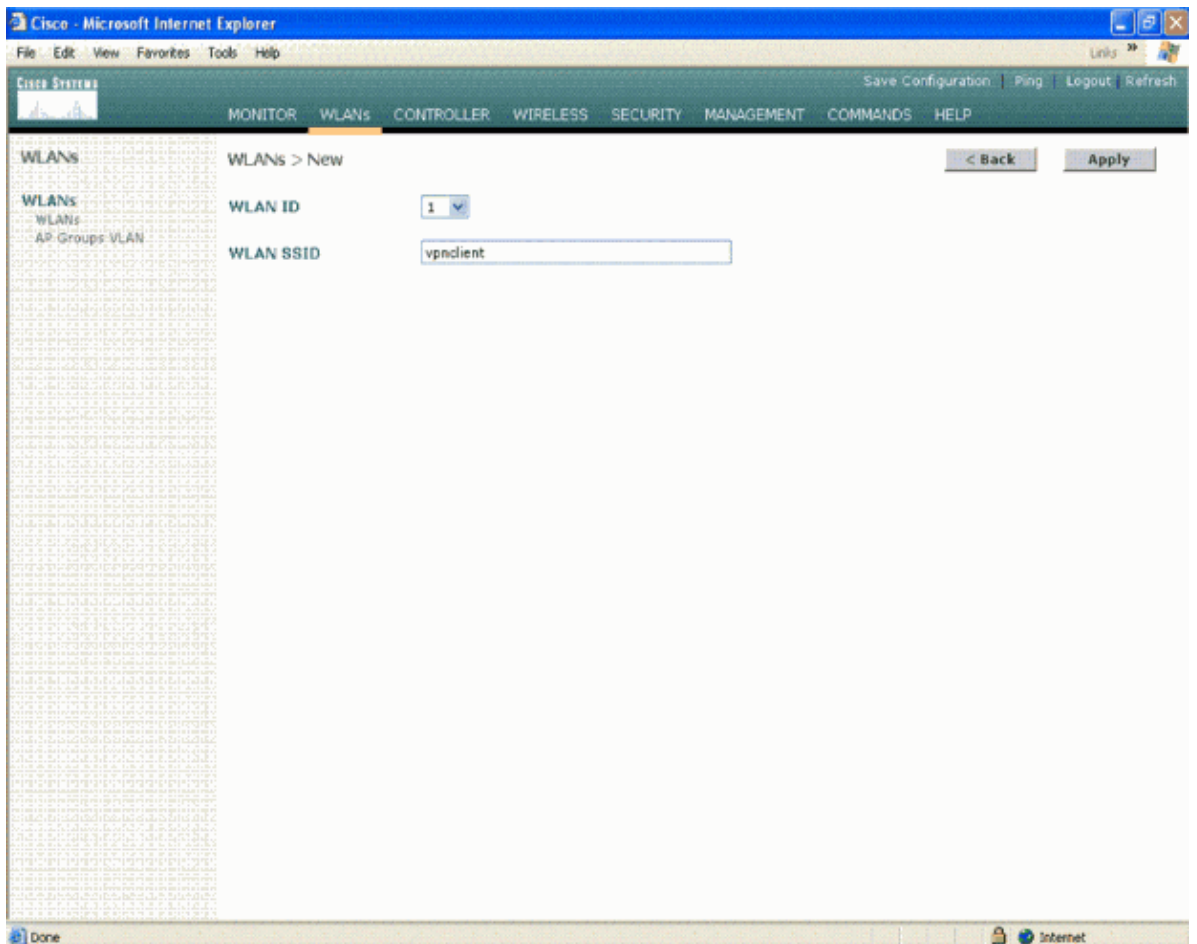 Cisco - Microsoft Internet Explorer
File Edit View Favorites Tools Help
Links »
CISCO SYSTEMS
Save Configuration | Ping | Logout | Refresh
MONITOR WLANs CONTROLLER WIRELESS SECURITY MANAGEMENT COMMANDS HELP
WLANs
WLANs > New
< Back
Apply
WLANs
WLANs
AP Groups VLAN
WLAN ID
1
WLAN SSID
vpnclient
Done
Internet